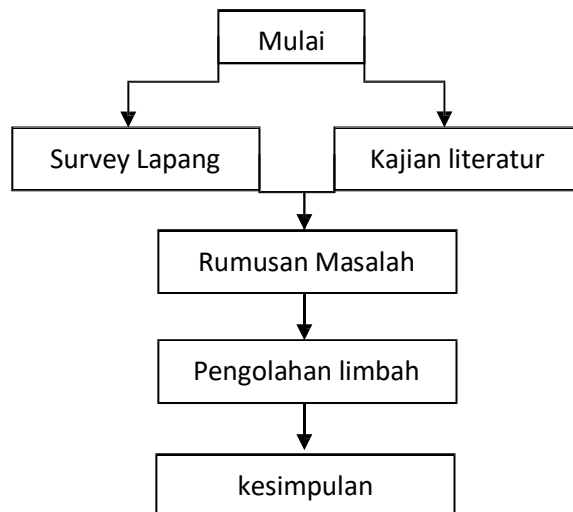 Mulai
Survey Lapang
Kajian literatur
Rumusan Masalah
Pengolahan limbah
kesimpulan